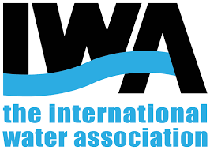 IWA
the international
water association